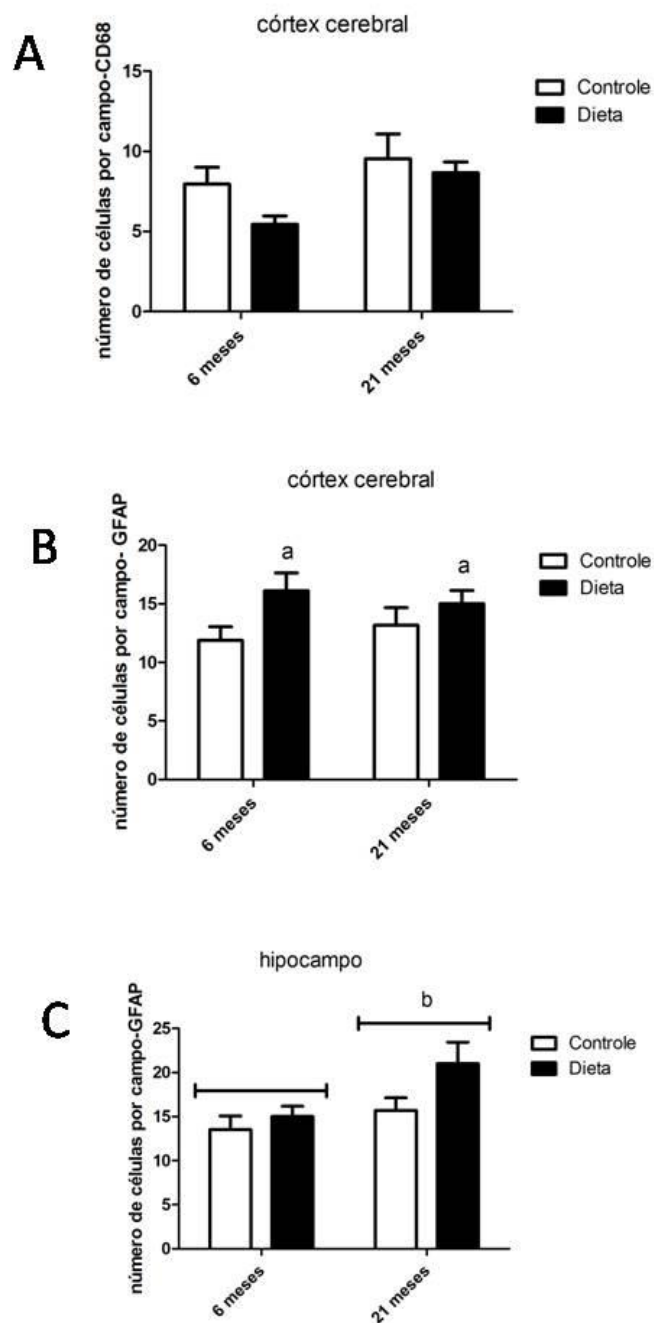 A
córtex cerebral
número de células por campo-CD68
15
10
5
0
6 meses
21 meses
Controle
Dieta
B
córtex cerebral
número de células por campo- GFAP
20
15
10
5
0
a
a
6 meses
21 meses
Controle
Dieta
C
hipocampo
número de células por campo-GFAP
25
20
15
10
5
0
b
6 meses
21 meses
Controle
Dieta